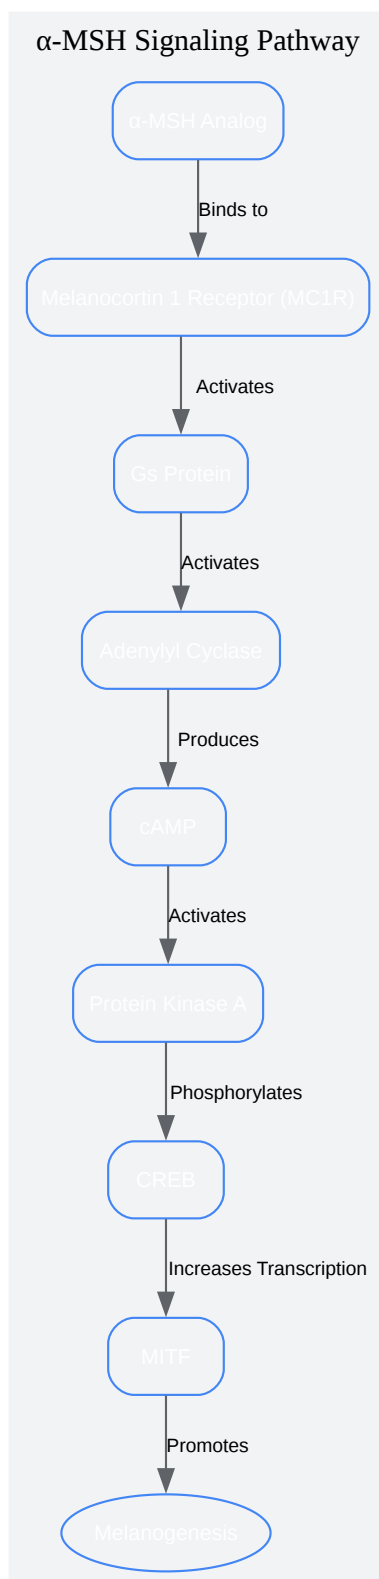 α-MSH Signaling Pathway
α-MSH Analog
Binds to
Melanocortin 1 Receptor (MC1R)
Activates
Gs Protein
Activates
Adenylyl Cyclase
Produces
cAMP
Activates
Protein Kinase A
Phosphorylates
CREB
Increases Transcription
MITF
Promotes
Melanogenesis